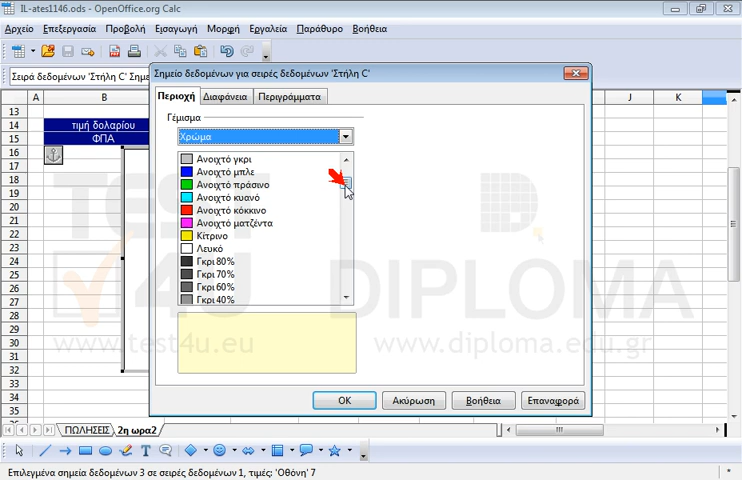 IL-ates1146.ods - OpenOffice.org Calc
Αρχείο Επεξεργασία Προβολή Εισαγωγή Μορφή Εργαλεία Παράθυρο Βοήθεια
Σειρά δεδομένων 'Στήλη C' Σημε
Σημείο δεδομένων για σειρές δεδομένων 'Στήλη C'
Περιοχή Διαφάνεια Περιγράμματα
A B J K
Γέμισμα
Χρώμα
13
14 τιμή δολαρίου
15 ΦΠΑ
16
17
18
19
20
21
22
23
24
25
26
27
28
29
30
31
32
33
34
35
36
Ανοιχτό γκρι
Ανοιχτό μπλε
Ανοιχτό πράσινο
Ανοιχτό κυανό
Ανοιχτό κόκκινο
Ανοιχτό ματζέντα
Κίτρινο
Λευκό
Γκρι 80%
Γκρι 70%
Γκρι 60%
Γκρι 40%
TEST 4U
DIPLOMA
www.test4u.eu
www.diploma.edu.gr
OK Ακύρωση Βοήθεια Επαναφορά
ΠΩΛΗΣΕΙΣ 2η ωρα2
Επιλεγμένα σημεία δεδομένων 3 σε σειρές δεδομένων 1, τιμές: 'Οθόνη' 7
*